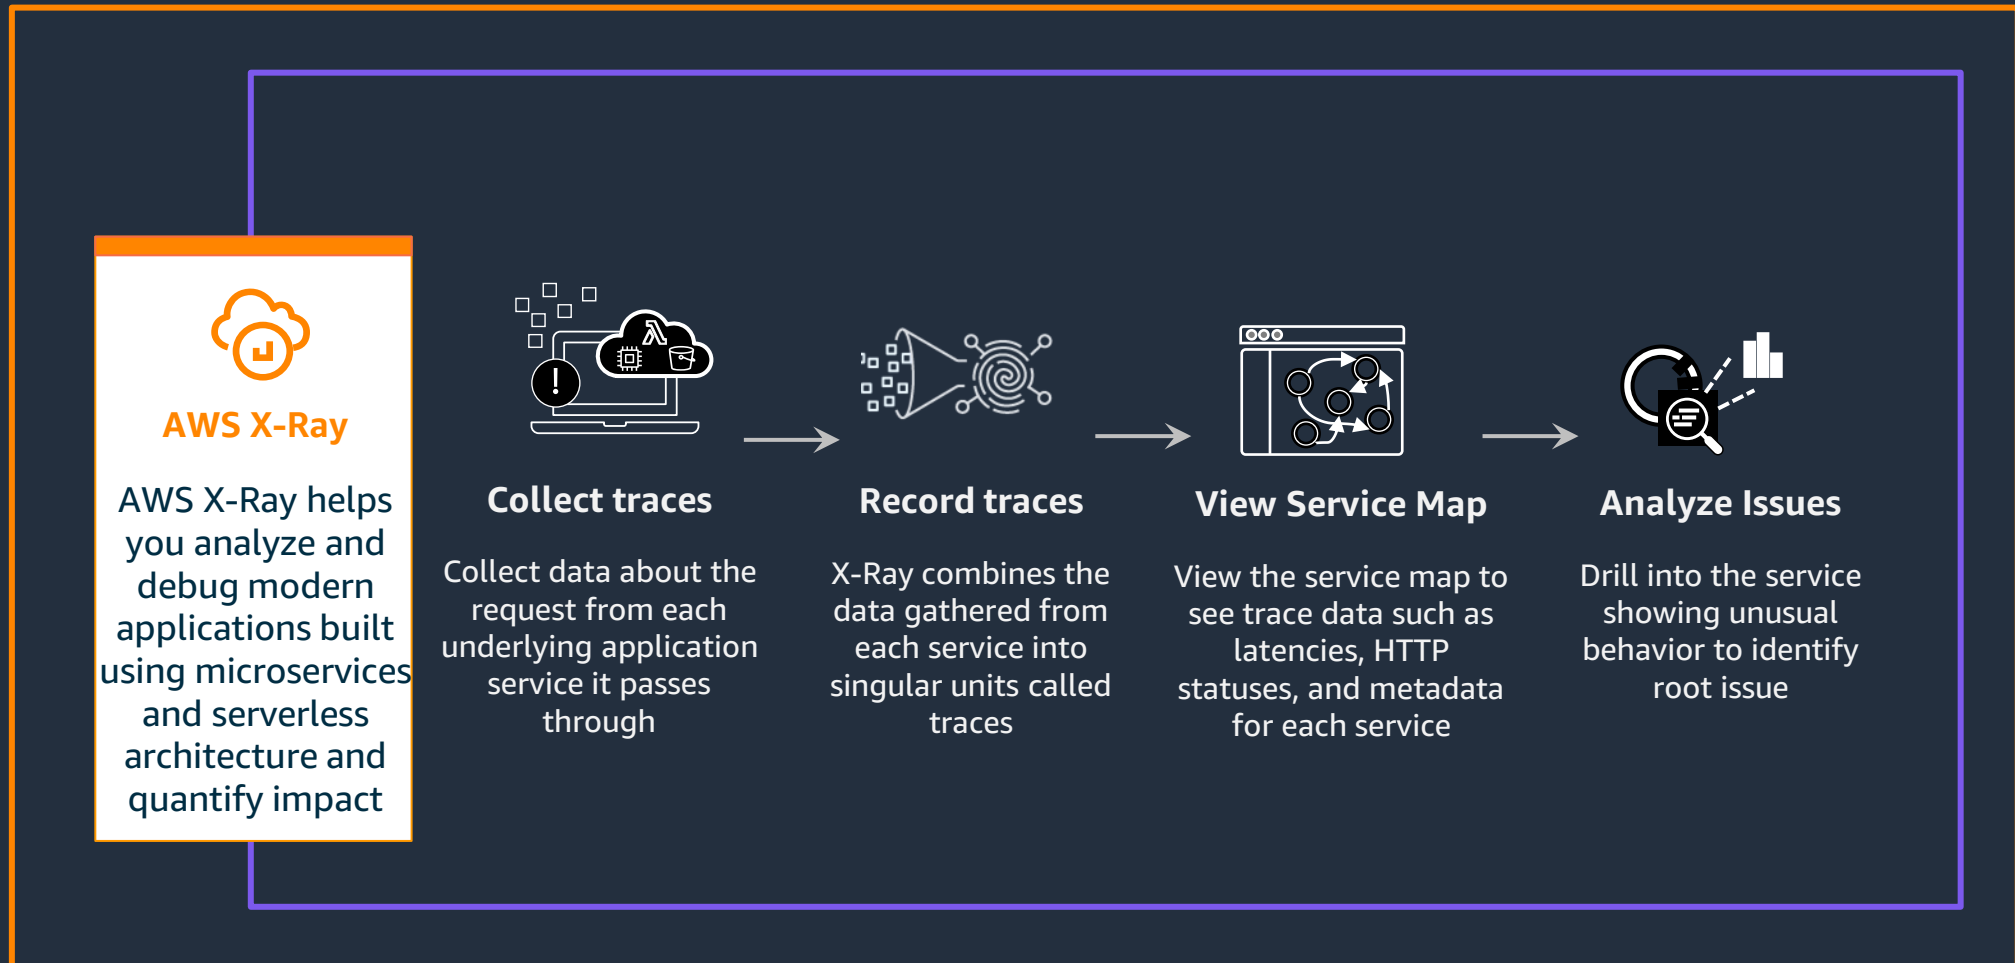 AWS X-Ray
AWS X-Ray helps
you analyze and
debug modern
applications built
using microservices
and serverless
architecture and
quantify impact
Collect traces
Collect data about the
request from each
underlying application
service it passes
through
Record traces
X-Ray combines the
data gathered from
each service into
singular units called
traces
View Service Map
View the service map to
see trace data such as
latencies, HTTP
statuses, and metadata
for each service
Analyze Issues
Drill into the service
showing unusual
behavior to identify
root issue